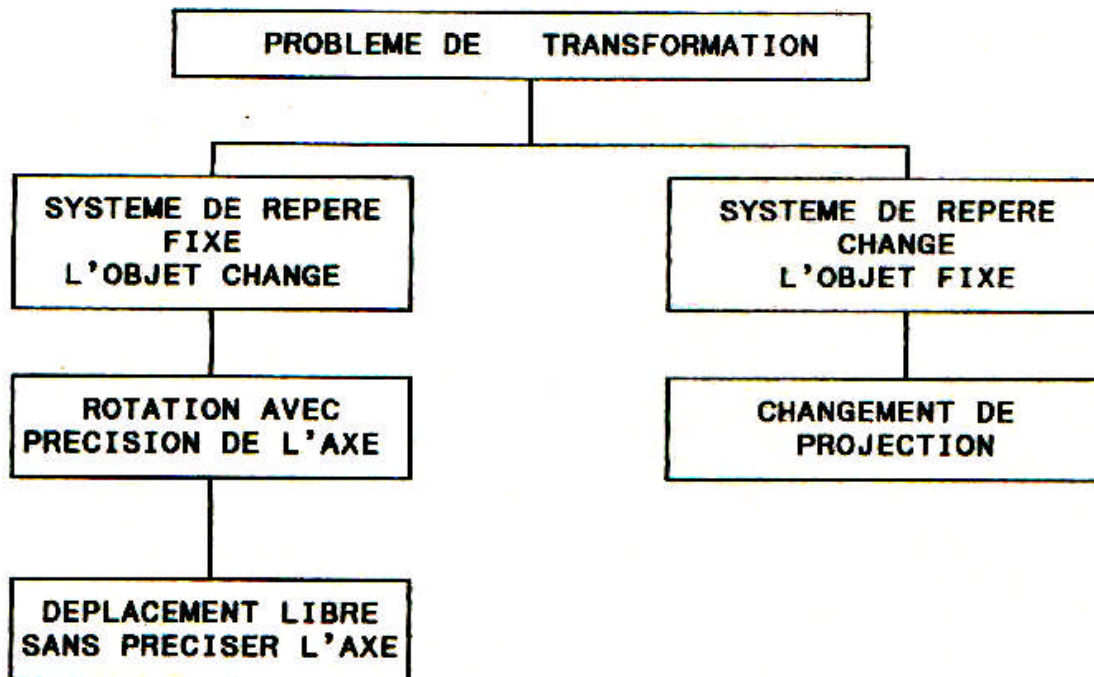 PROBLEME DE TRANSFORMATION
SYSTEME DE REPERE
FIXE
L'OBJET CHANGE
SYSTEME DE REPERE
CHANGE
L'OBJET FIXE
ROTATION AVEC
PRECISION DE L'AXE
CHANGEMENT DE
PROJECTION
DEPLACEMENT LIBRE
SANS PRECISER L'AXE